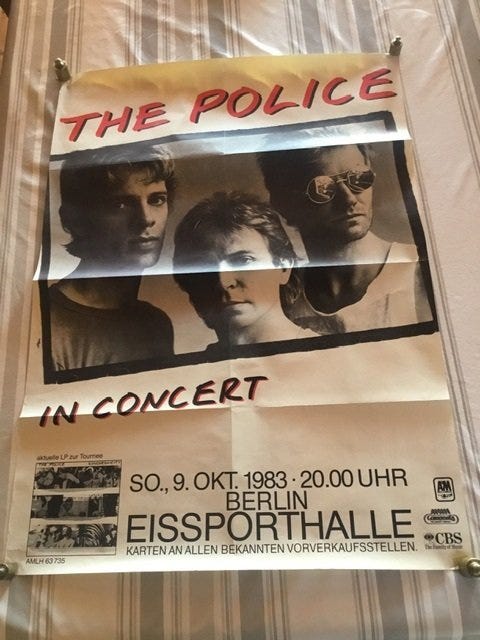 THE POLICE
IN CONCERT
aktuelle LP zur Tournee
THE POLICE SYNCHRONICITY
SO., 9. OKT. 1983 · 20.00 UHR
BERLIN
EISSPORTHALLE
KARTEN AN ALLEN BEKANNTEN VORVERKAUFSSTELLEN.
AMLH 63 735
A&M
CBS
The Family of Music